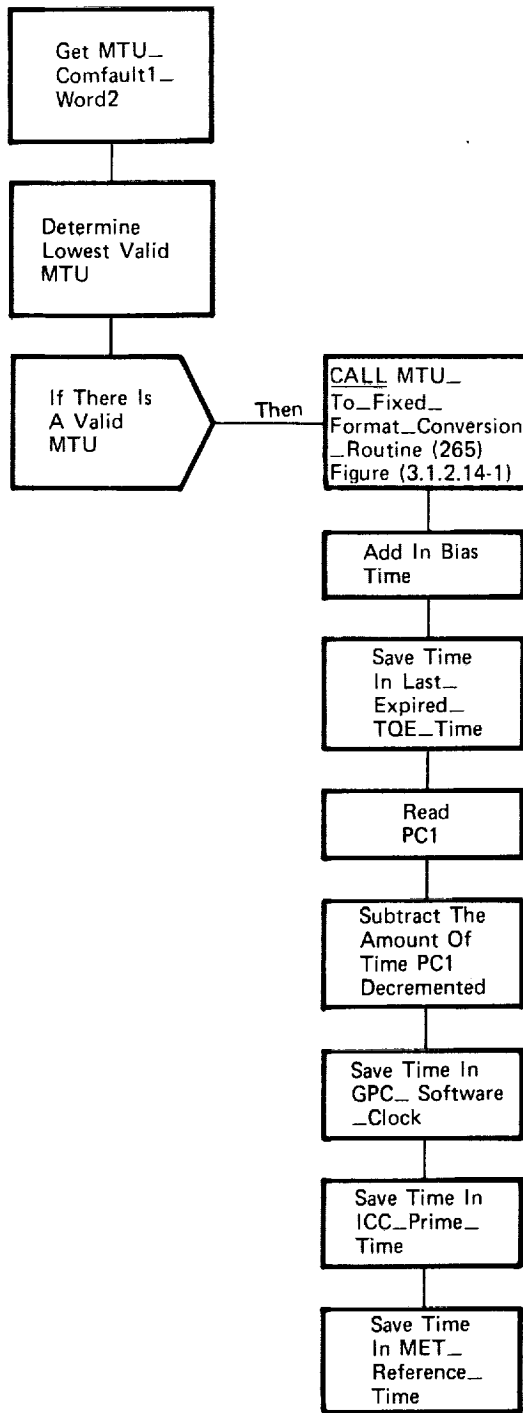 Get MTU_
Comfault1_
Word2
Determine
Lowest Valid
MTU
If There Is
A Valid
MTU
Then
CALL MTU_
To_Fixed_
Format_Conversion
_Routine (265)
Figure (3.1.2.14-1)
Add In Bias
Time
Save Time
In Last_
Expired_
TQE_Time
Read
PC1
Subtract The
Amount Of
Time PC1
Decremented
Save Time In
GPC_ Software
_Clock
Save Time In
ICC_Prime_
Time
Save Time
In MET_
Reference_
Time